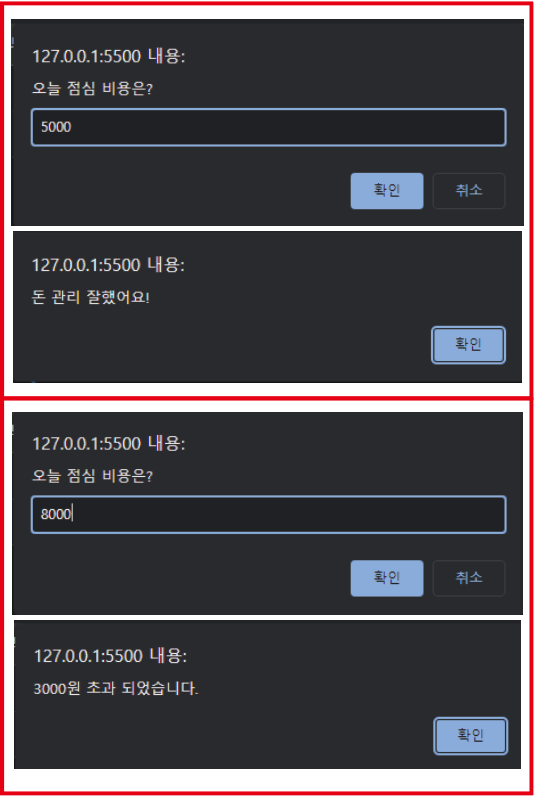 127.0.0.1:5500 내용:
오늘 점심 비용은?
5000
확인 취소
127.0.0.1:5500 내용:
돈 관리 잘했어요!
확인
127.0.0.1:5500 내용:
오늘 점심 비용은?
8000
확인 취소
127.0.0.1:5500 내용:
3000원 초과 되었습니다.
확인